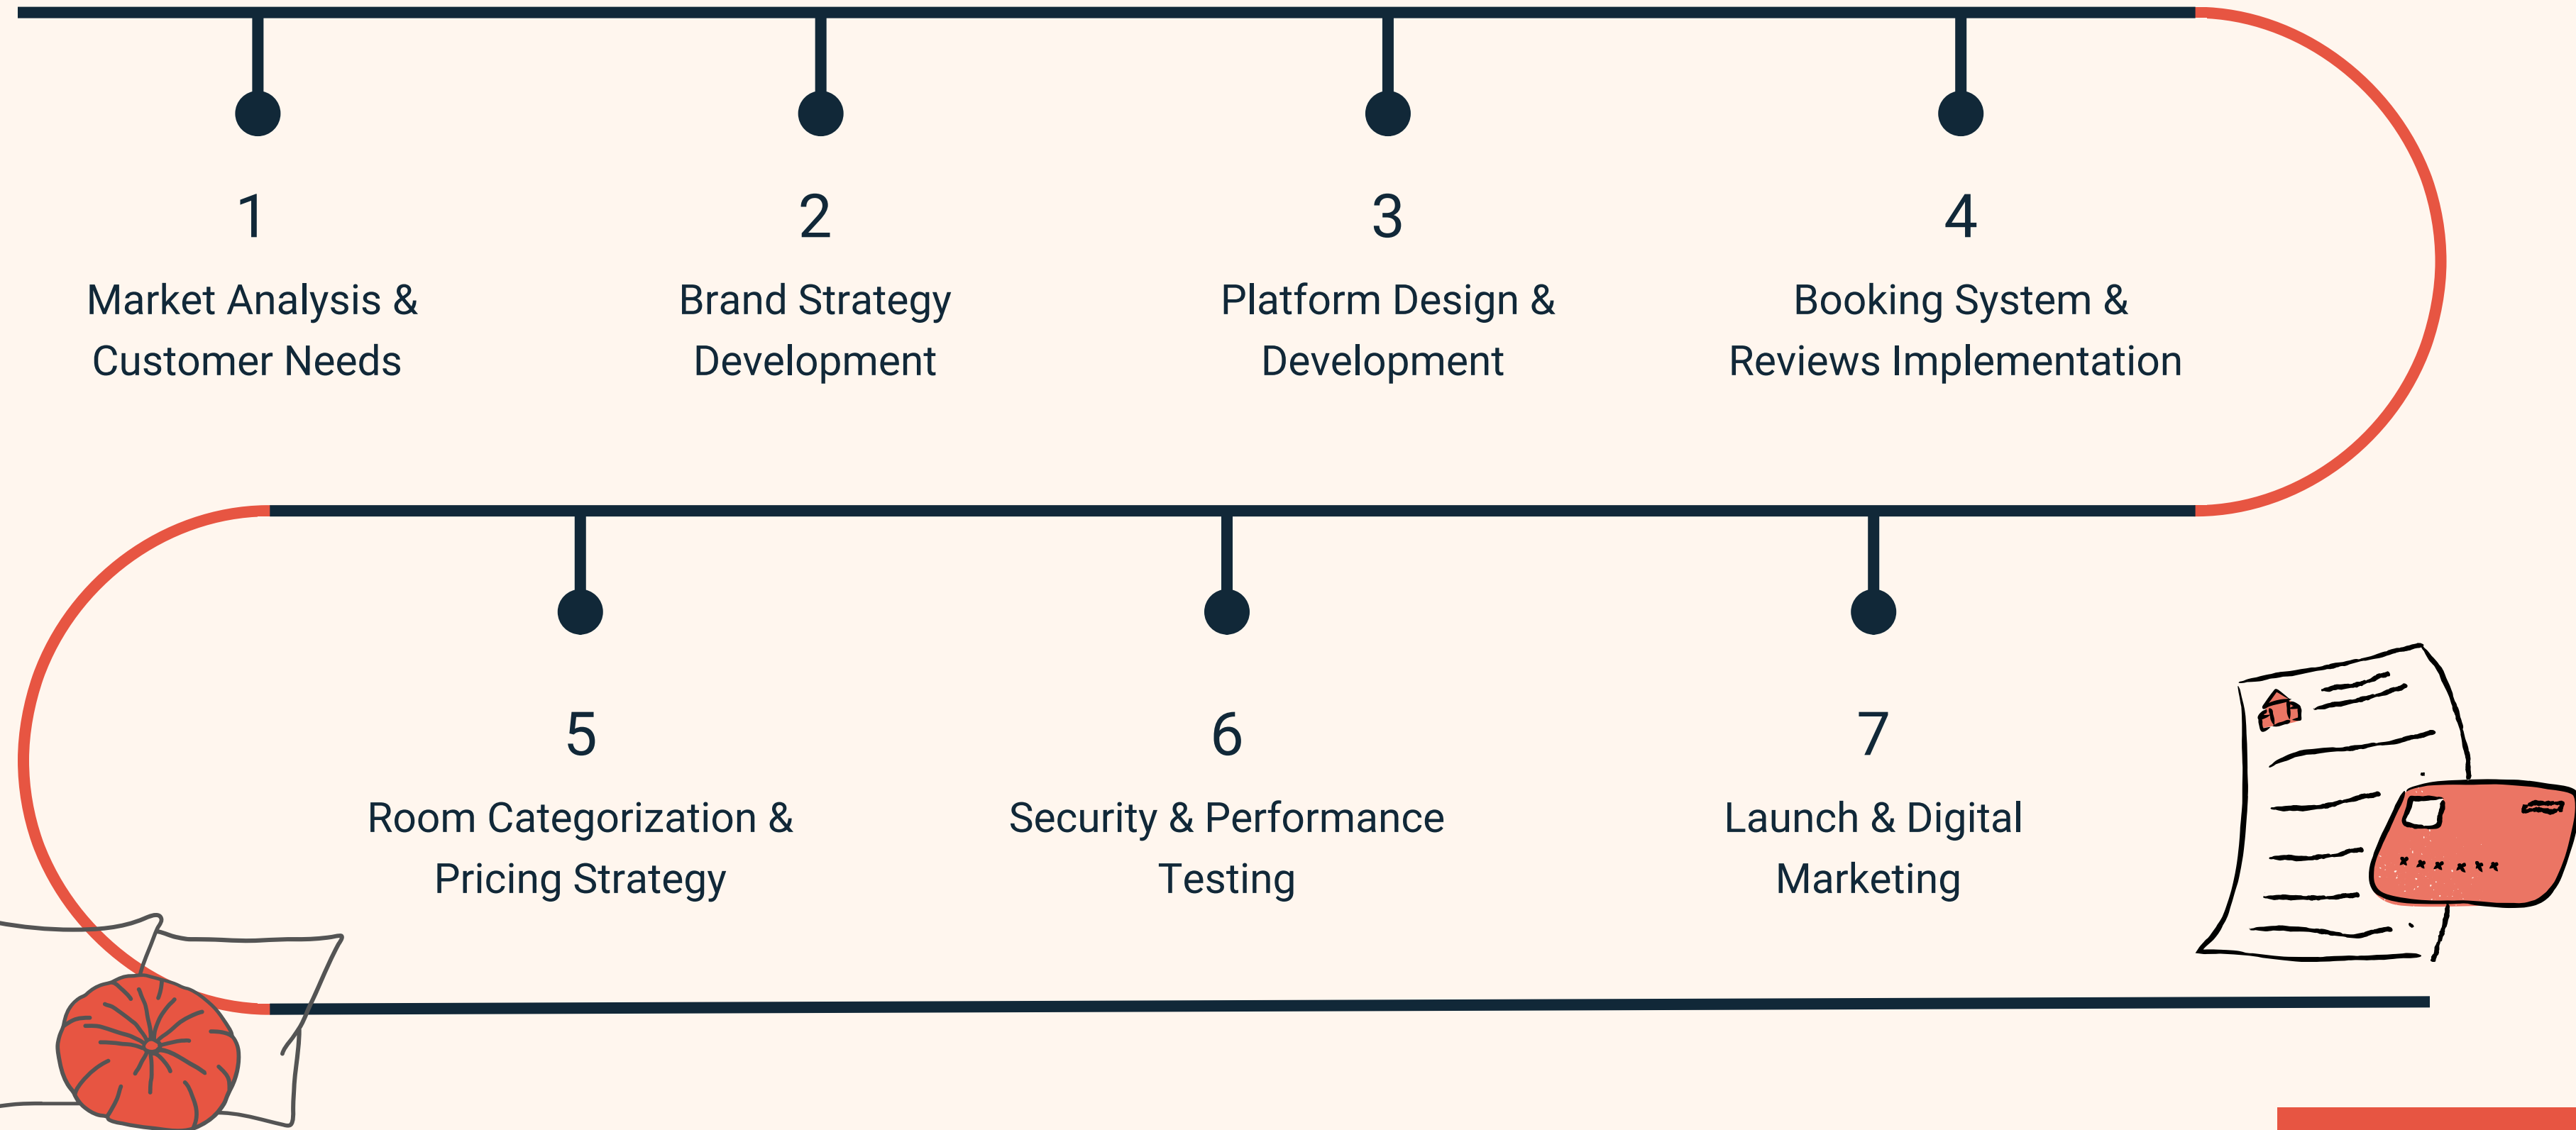 1
Market Analysis &
Customer Needs
2
Brand Strategy
Development
3
Platform Design &
Development
4
Booking System &
Reviews Implementation
5
Room Categorization &
Pricing Strategy
6
Security & Performance
Testing
7
Launch & Digital
Marketing